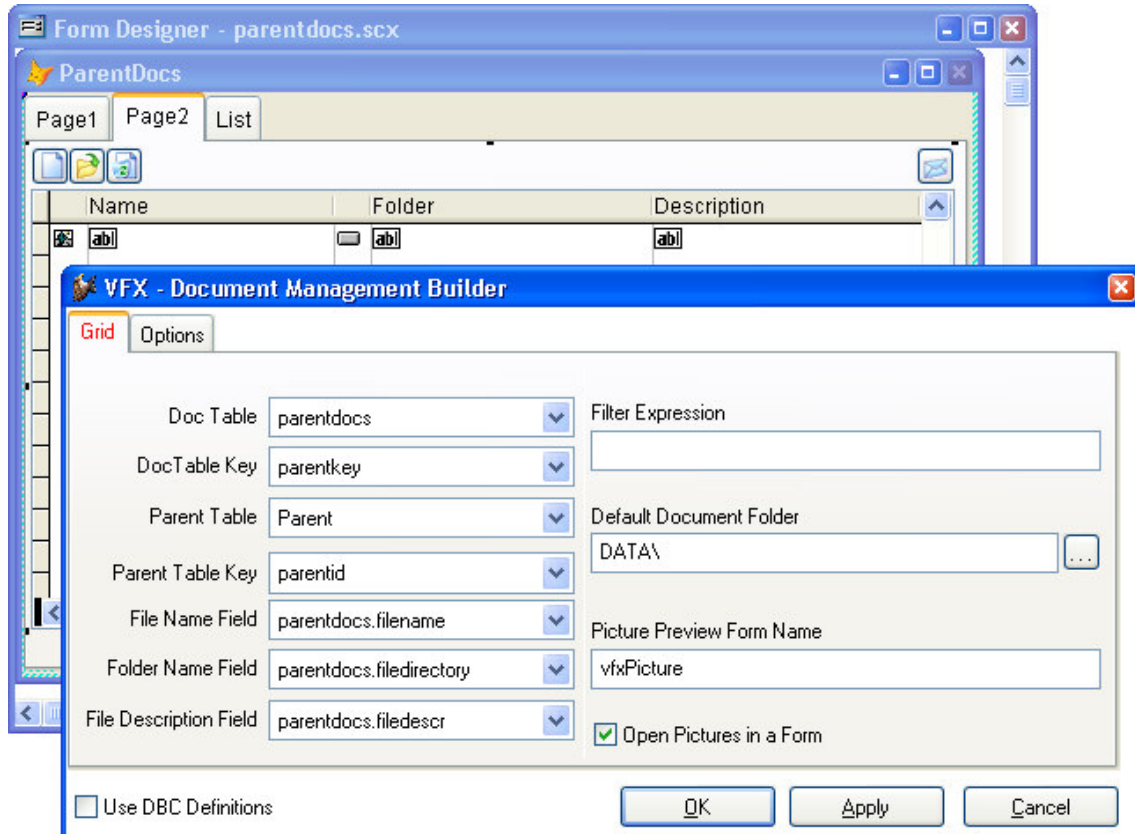 Form Designer - parentdocs.scx
ParentDocs
Page1 Page2 List
Name Folder Description
abl abl abl
VFX - Document Management Builder
Grid Options
Doc Table parentdocs
DocTable Key parentkey
Parent Table Parent
Parent Table Key parentid
File Name Field parentdocs.filename
Folder Name Field parentdocs.filedirectory
File Description Field parentdocs.filedescr
Filter Expression
Default Document Folder
DATA\
...
Picture Preview Form Name
vfxPicture
Open Pictures in a Form
Use DBC Definitions
OK Apply Cancel